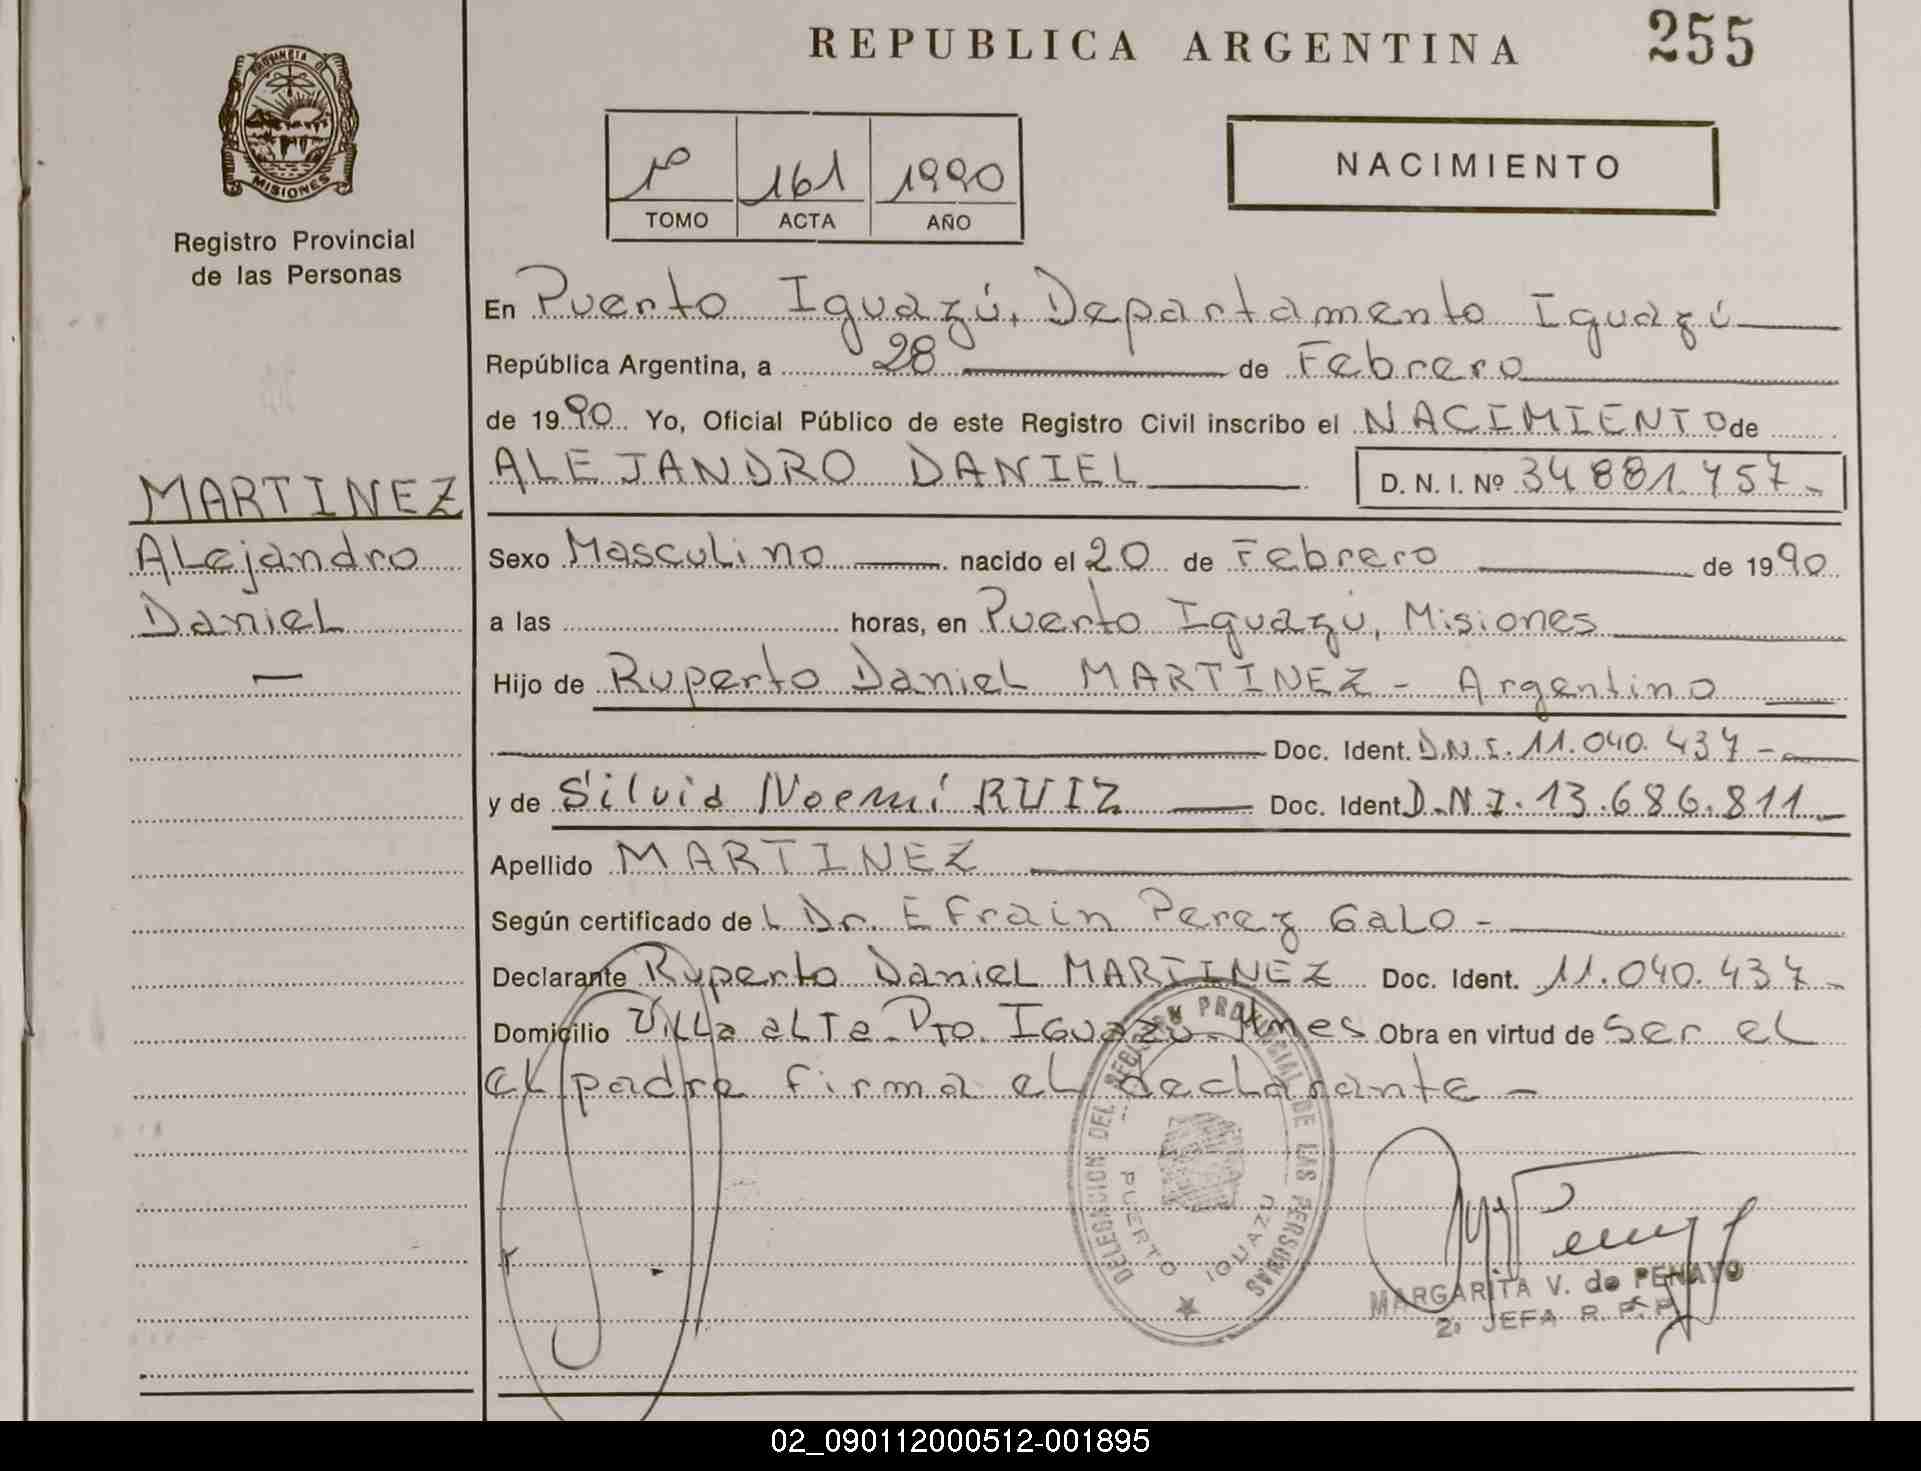 REPUBLICA ARGENTINA
255
PROVINCIA D
MISIONES
Registro Provincial
de las Personas
1º 161 1990
TOMO ACTA AÑO
NACIMIENTO
En Puerto Iguazú, Departamento Iguazú
República Argentina, a 28 de Febrero
de 1990 Yo, Oficial Público de este Registro Civil inscribo el NACIMIENTO de
ALEJANDRO DANIEL D. N. I. Nº 34881.757-
MARTINEZ
Alejandro
Daniel
—
Sexo Masculino nacido el 20 de Febrero de 1990
a las horas, en Puerto Iguazú, Misiones
Hijo de Ruperto Daniel MARTINEZ - Argentino
Doc. Ident. D.N.I. 11.040.437-
y de Silvia Noemí RUIZ Doc. Ident. D.N.I. 13.686.811-
Apellido MARTINEZ
Según certificado de L Dr. Efrain Perez Galo -
Declarante Ruperto Daniel MARTINEZ Doc. Ident. 11.040.437-
Domicilio Villa alta. Pto. Iguazú. Mnes Obra en virtud de ser el
el padre firma el declarante -
DELEGACION DEL REGISTRO PROVINCIAL DE LAS PERSONAS
PUERTO IGUAZU
MARGARITA V. de PENAYO
2ª JEFA R. P. P.
02_090112000512-001895